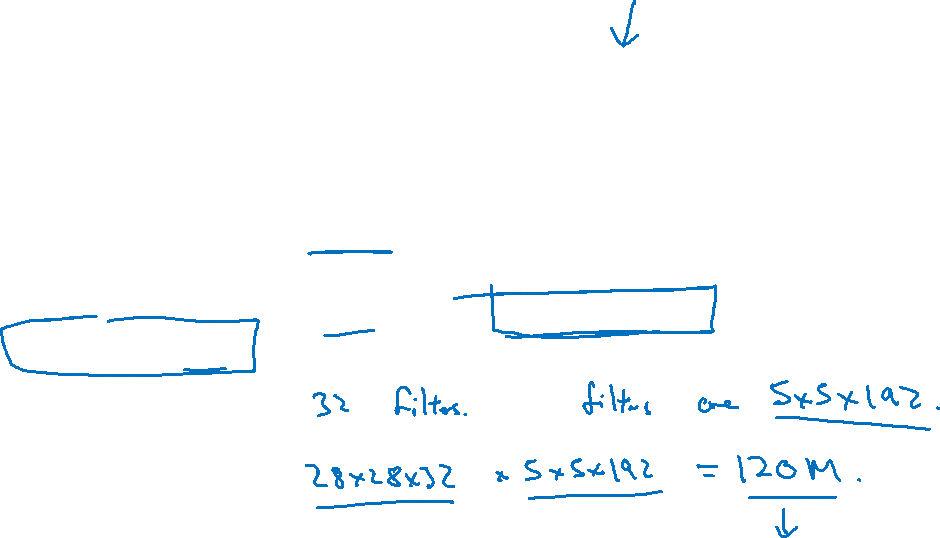 32 filters. filters are 5x5x192.
28x28x32 x 5x5x192 = 120M.